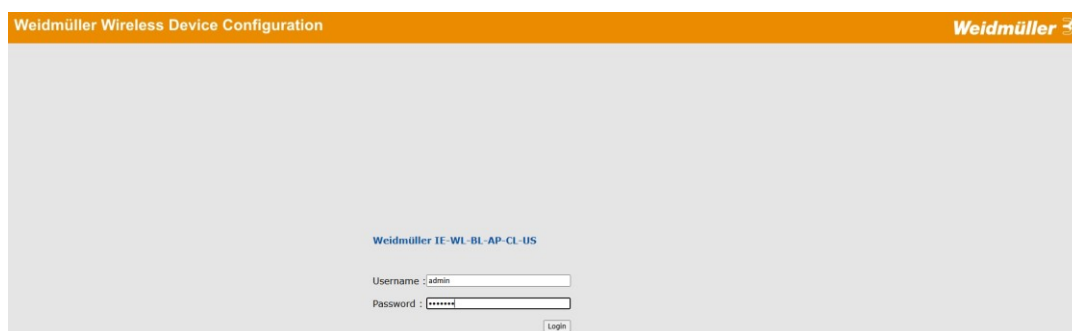 Weidmüller Wireless Device Configuration
Weidmüller
Weidmüller IE-WL-BL-AP-CL-US
Username : admin
Password : •••••••
Login